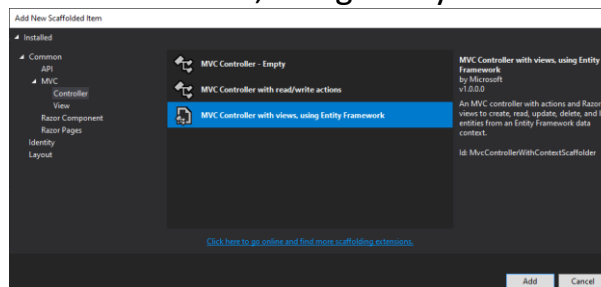 Add New Scaffolded Item
Installed
Common
API
MVC
Controller
View
Razor Component
Razor Pages
Identity
Layout
MVC Controller - Empty
MVC Controller with read/write actions
MVC Controller with views, using Entity Framework
Click here to go online and find more scaffolding extensions.
MVC Controller with views, using Entity
Framework
by Microsoft
v1.0.0.0
An MVC controller with actions and Razor
views to create, read, update, delete, and
entities from an Entity Framework data
context.
Id: MvcControllerWithContextScaffolder
Add
Cancel